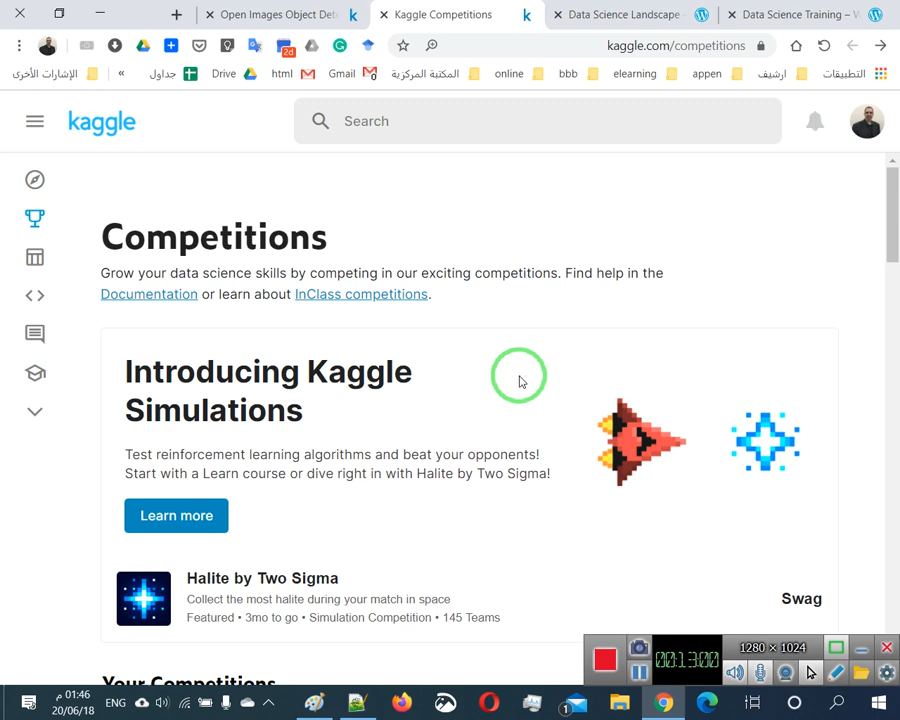 Open Images Object Det
Kaggle Competitions
Data Science Landscape
Data Science Training – W
kaggle.com/competitions
2d
الإشارات الأخرى
«
جداول
Drive
html
Gmail
المكتبة المركزية
online
bbb
elearning
appen
ارشيف
التطبيقات
kaggle
Search
Competitions
Grow your data science skills by competing in our exciting competitions. Find help in the
Documentation or learn about InClass competitions.
Introducing Kaggle
Simulations
Test reinforcement learning algorithms and beat your opponents!
Start with a Learn course or dive right in with Halite by Two Sigma!
Learn more
Halite by Two Sigma
Collect the most halite during your match in space
Featured • 3mo to go • Simulation Competition • 145 Teams
Swag
Your Competitions
00:13:00
1280 × 1024
01:46 م
20/06/18
ENG
1